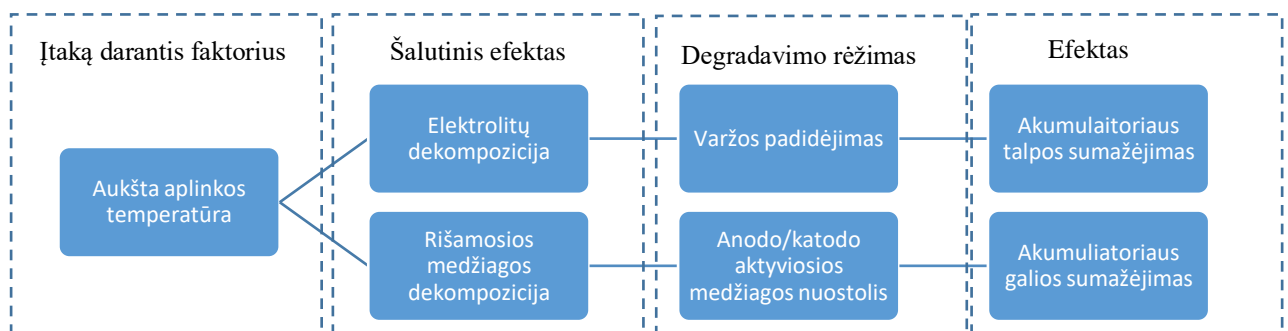 Įtaką darantis faktorius
Šalutinis efektas
Degradavimo rėžimas
Efektas
Aukšta aplinkos
temperatūra
Elektrolitų
dekompozicija
Varžos padidėjimas
Akumulaitoriaus
talpos sumažėjimas
Rišamosios
medžiagos
dekompozicija
Anodo/katodo
aktyviosios
medžiagos nuostolis
Akumuliatoriaus
galios sumažėjimas